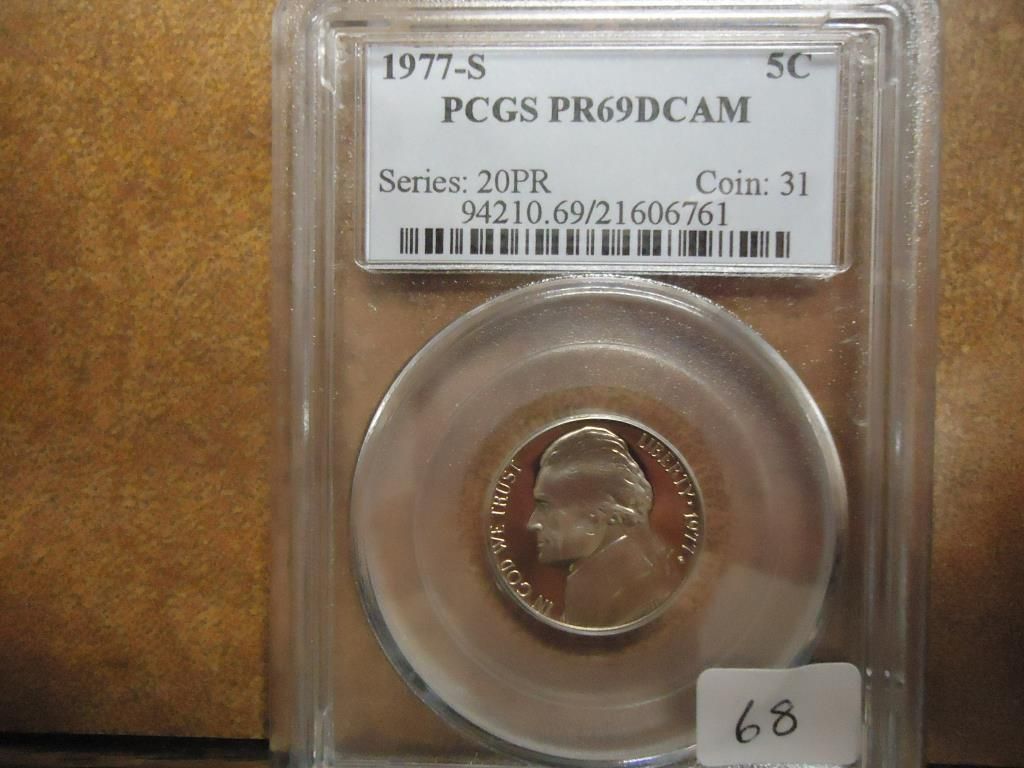 1977-S 5C
PCGS PR69DCAM
Series: 20PR Coin: 31
94210.69/21606761
IN GOD WE TRUST
LIBERTY • 1977
68